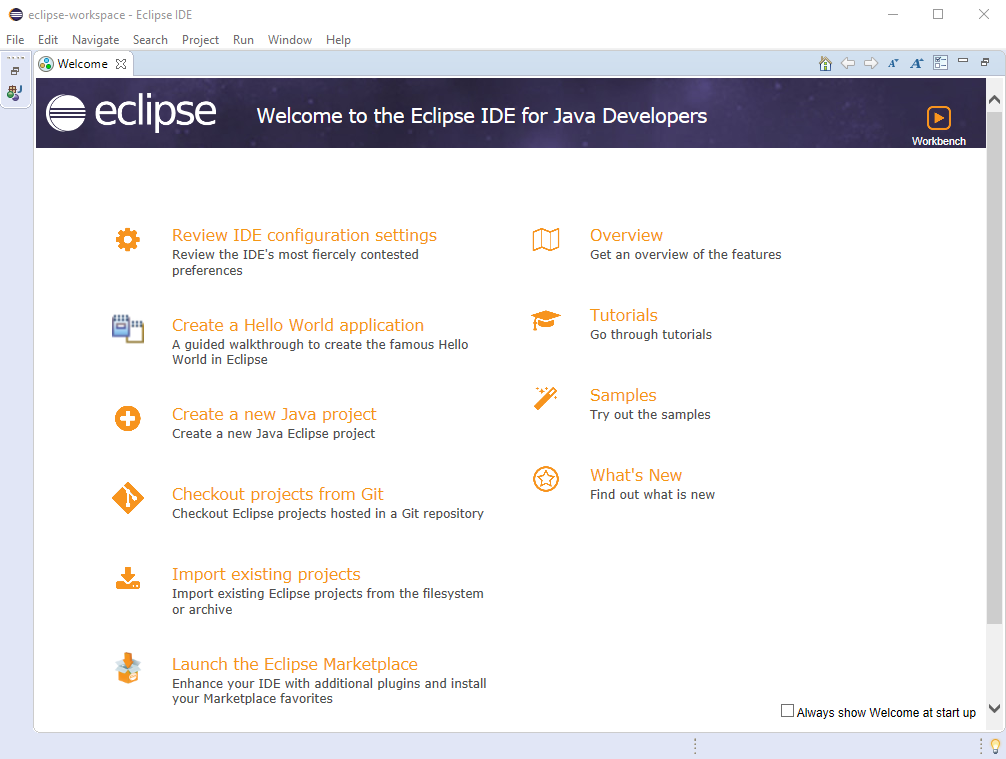 eclipse-workspace - Eclipse IDE
File Edit Navigate Search Project Run Window Help
Welcome
eclipse
Welcome to the Eclipse IDE for Java Developers
Workbench
Review IDE configuration settings
Review the IDE's most fiercely contested
preferences
Create a Hello World application
A guided walkthrough to create the famous Hello
World in Eclipse
Create a new Java project
Create a new Java Eclipse project
Checkout projects from Git
Checkout Eclipse projects hosted in a Git repository
Import existing projects
Import existing Eclipse projects from the filesystem
or archive
Launch the Eclipse Marketplace
Enhance your IDE with additional plugins and install
your Marketplace favorites
Overview
Get an overview of the features
Tutorials
Go through tutorials
Samples
Try out the samples
What's New
Find out what is new
Always show Welcome at start up